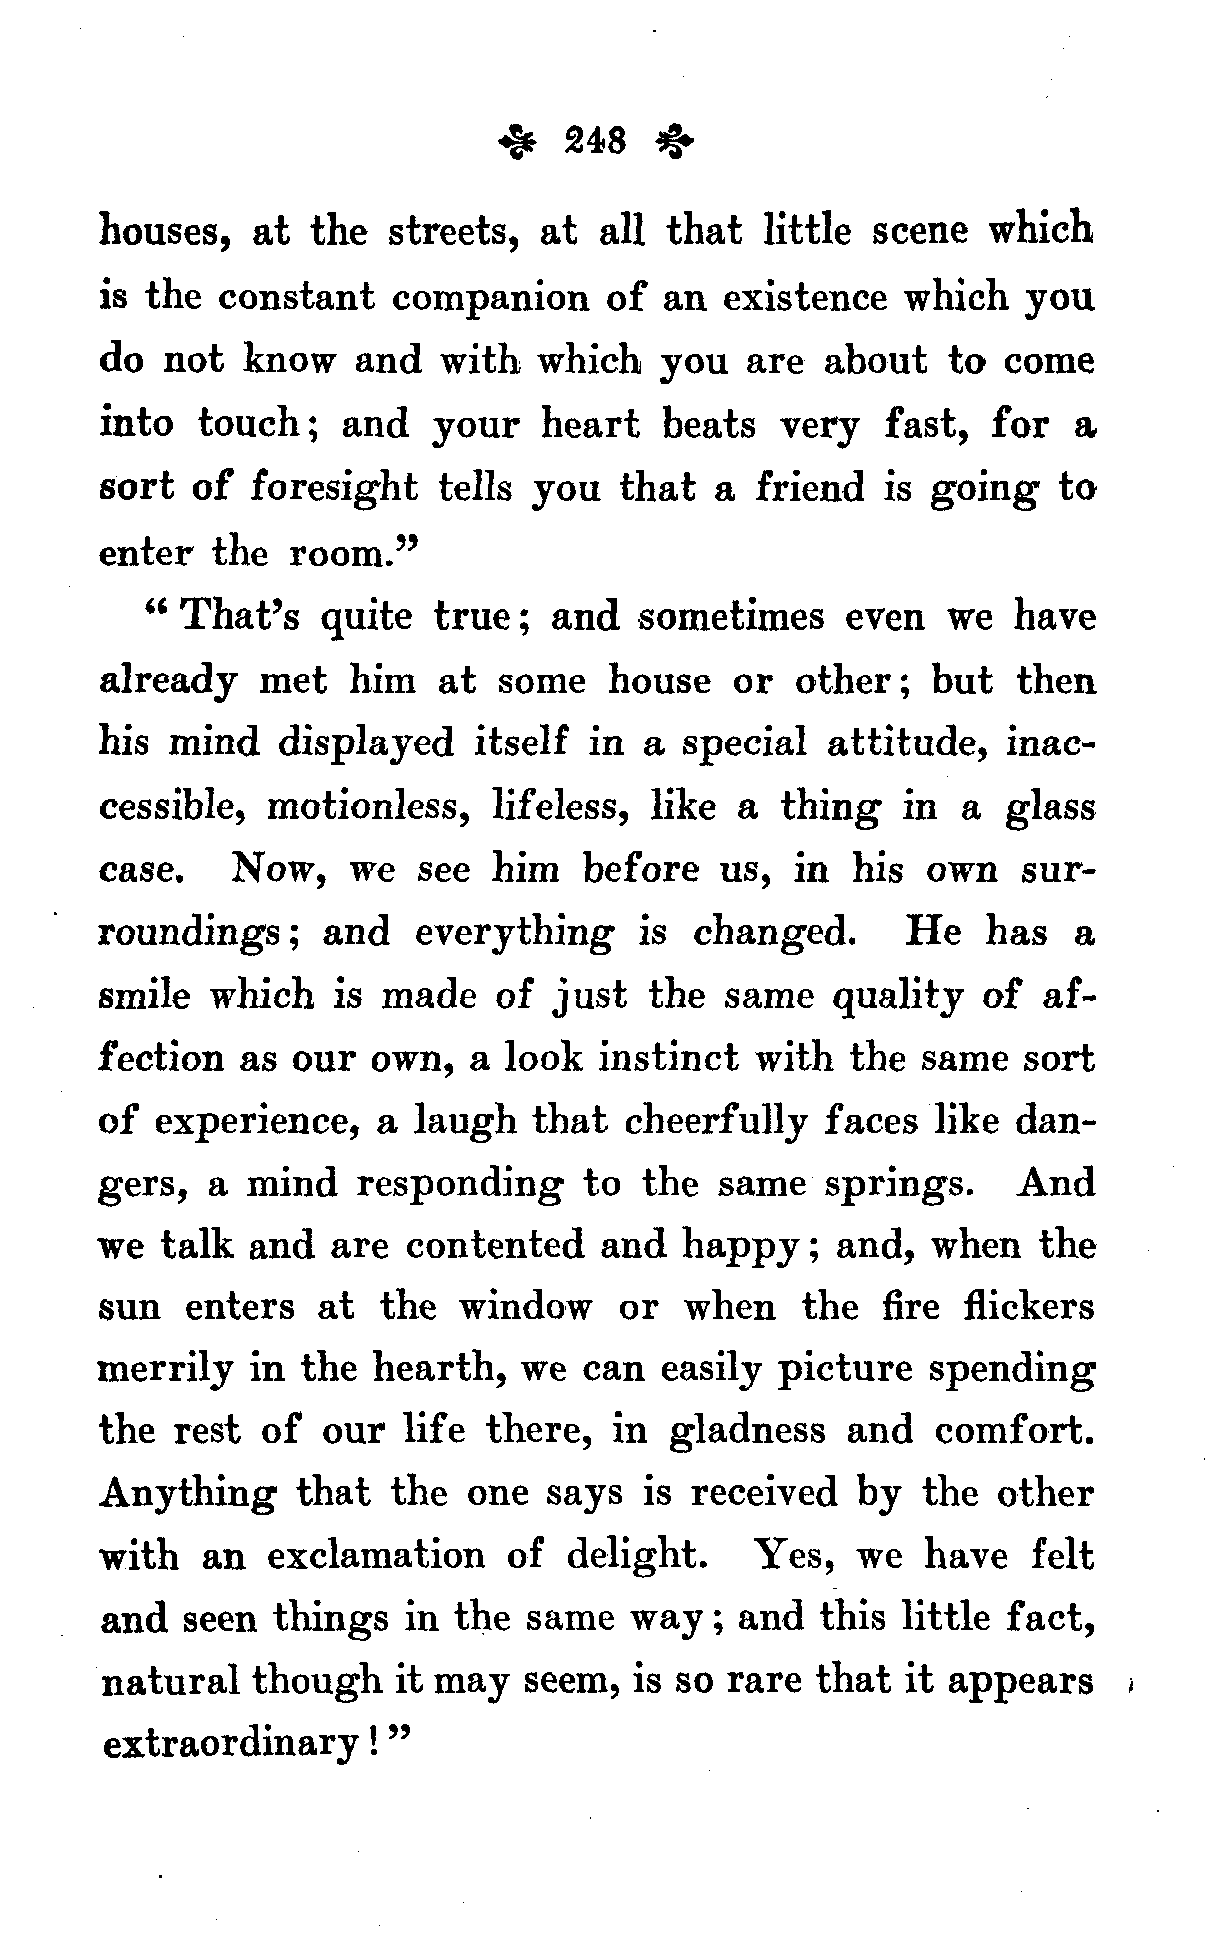 248
houses, at the streets, at all that little scene which
is the constant companion of an existence which you
do not know and with which you are about to come
into touch; and your heart beats very fast, for a
sort of foresight tells you that a friend is going to
enter the room."
"That's quite true; and sometimes even we have
already met him at some house or other; but then
his mind displayed itself in a special attitude, inac-
cessible, motionless, lifeless, like a thing in a glass
case. Now, we see him before us, in his own sur-
roundings; and everything is changed. He has a
smile which is made of just the same quality of af-
fection as our own, a look instinct with the same sort
of experience, a laugh that cheerfully faces like dan-
gers, a mind responding to the same springs. And
we talk and are contented and happy; and, when the
sun enters at the window or when the fire flickers
merrily in the hearth, we can easily picture spending
the rest of our life there, in gladness and comfort.
Anything that the one says is received by the other
with an exclamation of delight. Yes, we have felt
and seen things in the same way; and this little fact,
natural though it may seem, is so rare that it appears
extraordinary!"